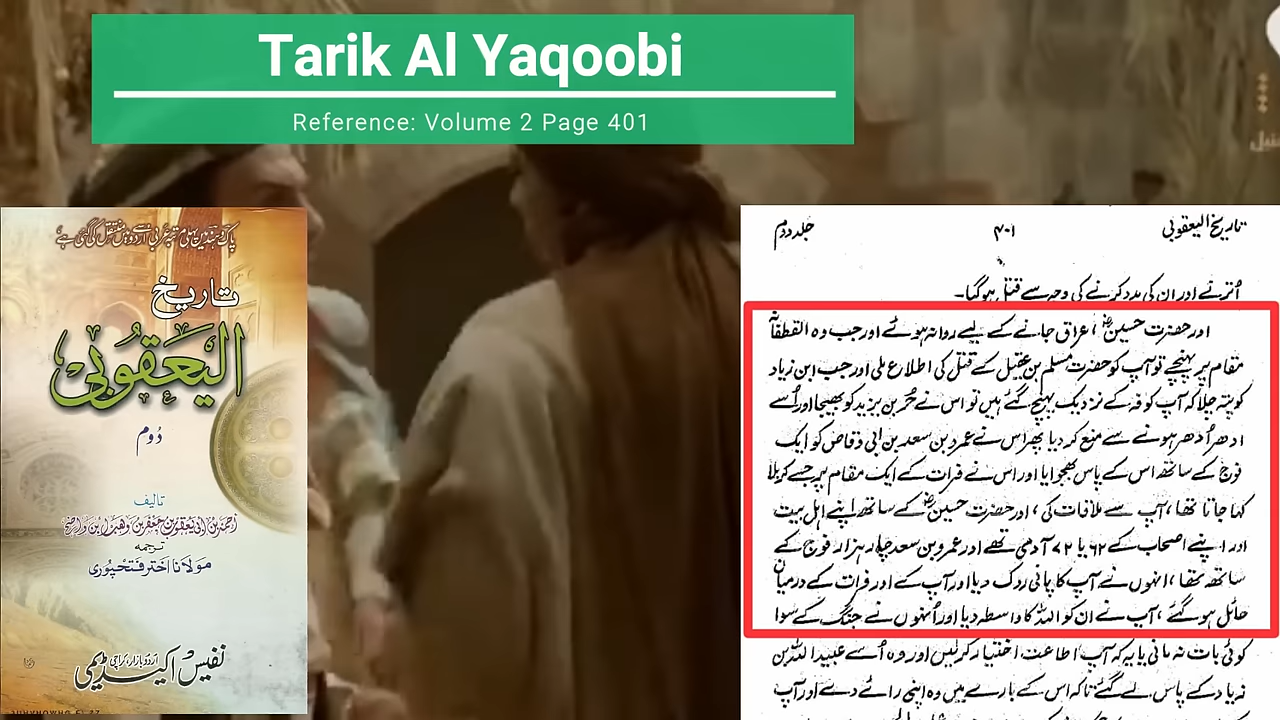 Tarik Al Yaqoobi
Reference: Volume 2 Page 401
تاریخ
الیعقوبی
دوم
تالیف
ترجمہ
مولانا اختر فتحپوری
نفیس اکیڈیمی
تاریخ الیعقوبی ۴۰۱ جلد دوم
اُترتے اور ان کی مدد کرنے کی وجہ سے قتل ہو گیا۔
اور حضرت حسینؓ، عراق جانے کے لیے روانہ ہوئے اور جب وہ القطقانہ
مقام پر پہنچے تو آپ کو حضرت مسلم بن عقیل کے قتل کی اطلاع ملی اور جب ابن زیاد
کو پتہ چلا کہ آپ کوفہ کے نزدیک پہنچ گئے ہیں تو اس نے حُر بن یزید کو بھیجا اور اُسے
ادھر اُدھر ہونے سے منع کر دیا پھر اس نے عمرو بن سعد بن ابی وقاص کو ایک
فوج کے ساتھ اس کے پاس بھجوایا اور اس نے فرات کے ایک مقام پر جسے کربلا
کہا جاتا تھا، آپ سے ملاقات کی، اور حضرت حسینؓ کے ساتھ اپنے اہل بیت
اور اپنے اصحاب کے ۶۲ یا ۷۲ آدمی تھے اور عمرو بن سعد چار ہزار فوج کے
ساتھ تھا، انہوں نے آپ کا پانی روک دیا اور آپ کے اور فرات کے درمیان
حائل ہو گئے، آپ نے ان کو اللہ کا واسطہ دیا اور اُنہوں نے جنگ کے سوا
کوئی بات نہ مانی یا یہ کہ آپ اطاعت اختیار کر لیں اور وہ اُسے عبید اللہ بن
زیاد کے پاس لے گئے تاکہ اس کے بارے میں وہ اپنی رائے دے اور آپ